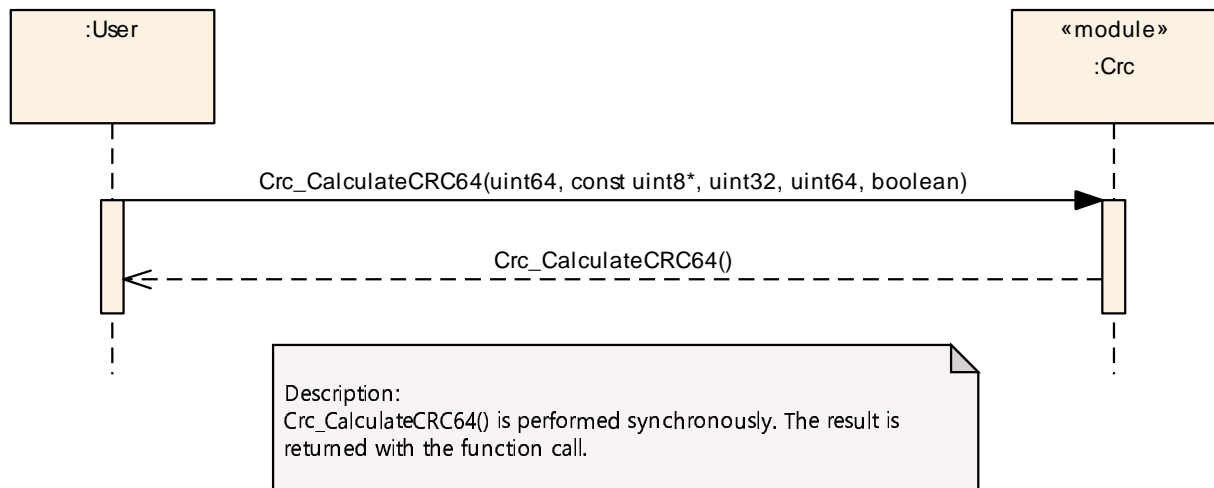 :User
«module»
:Crc
Crc_CalculateCRC64(uint64, const uint8*, uint32, uint64, boolean)
Crc_CalculateCRC64()
Description:
Crc_CalculateCRC64() is performed synchronously. The result is
returned with the function call.